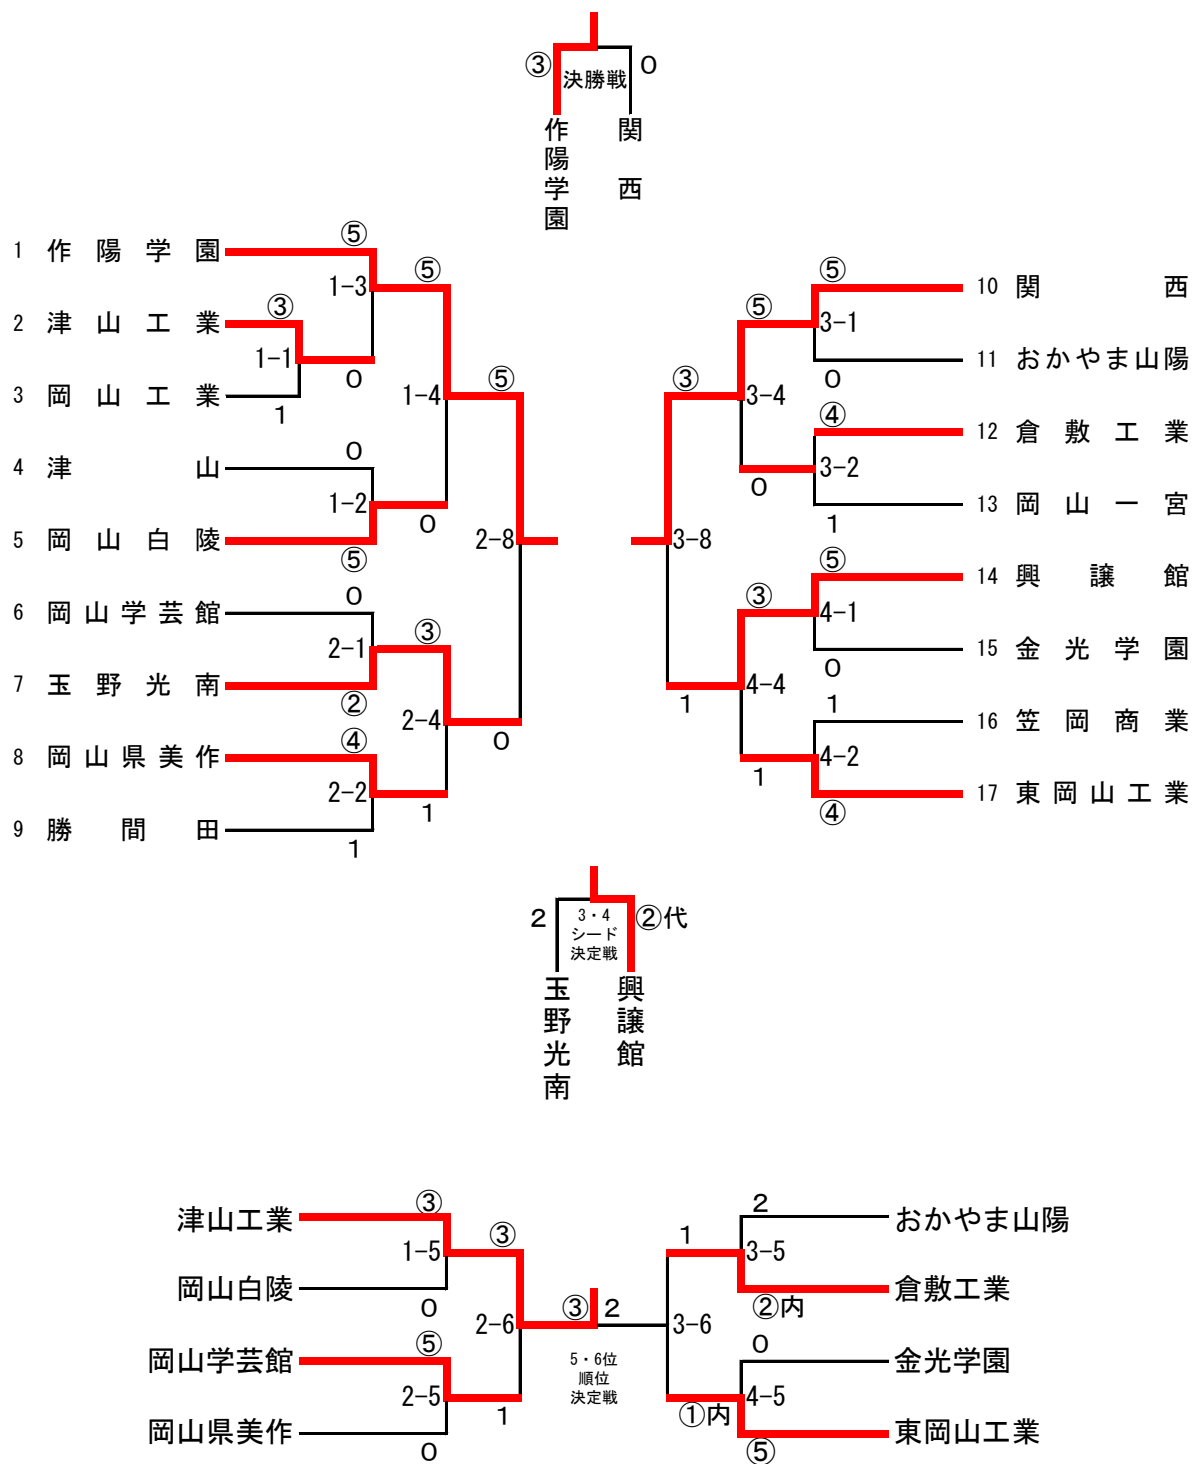 ③ 決勝戦 0
作陽学園 関西
1 作陽学園 ⑤
1-3 ⑤
2 津山工業 ③
1-1 0
3 岡山工業 1
1-4 ⑤
4 津山 0
1-2 0
5 岡山白陵 ⑤
2-8
6 岡山学芸館 0
2-1 ③
7 玉野光南 ②
2-4 0
8 岡山県美作 ④
2-2 1
9 勝間田 1
⑤ 10 関西
⑤ 3-1
0 11 おかやま山陽
③ 3-4
④ 12 倉敷工業
0 3-2
1 13 岡山一宮
3-8
⑤ 14 興譲館
③ 4-1
0 15 金光学園
1 4-4
1 16 笠岡商業
1 4-2
④ 17 東岡山工業
2 3・4 ②代
シード
決定戦
玉野光南 興譲館
津山工業 ③
1-5 ③
岡山白陵 0
2-6 ③
岡山学芸館 ⑤
2-5 1
岡山県美作 0
5・6位
順位
決定戦
2 おかやま山陽
1 3-5
②内 倉敷工業
2 3-6
0 金光学園
①内 4-5
⑤ 東岡山工業